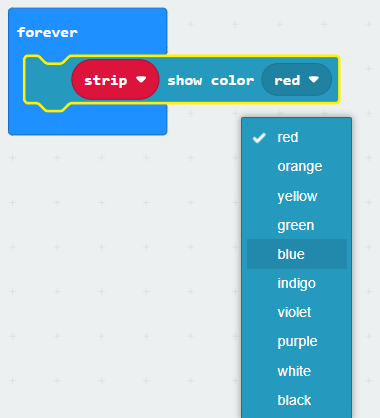 forever
strip show color red
red
orange
yellow
green
blue
indigo
violet
purple
white
black